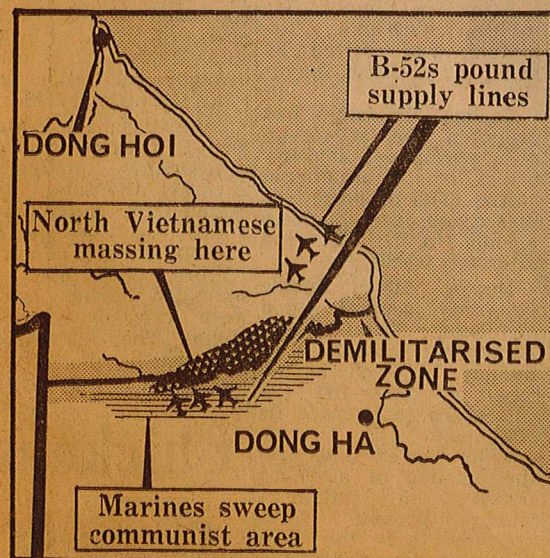 B-52s pound
supply lines
DONG HOI
North Vietnamese
massing here
DEMILITARISED
ZONE
DONG HA
Marines sweep
communist area